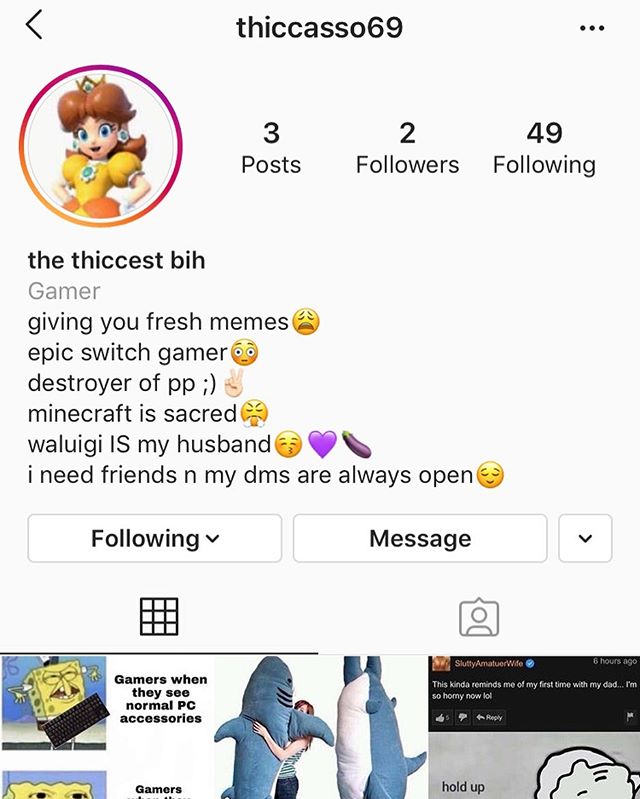 thiccasso69
3 2 49
Posts Followers Following
the thiccest bih
Gamer
giving you fresh memes😩
epic switch gamer😳
destroyer of pp ;)✌🏻
minecraft is sacred😤
waluigi IS my husband😚💜🍆
i need friends n my dms are always open😌
Following Message
Gamers when
they see
normal PC
accessories
Gamers
SluttyAmatuerWife 6 hours ago
This kinda reminds me of my first time with my dad... I'm
so horny now lol
5 Reply
hold up